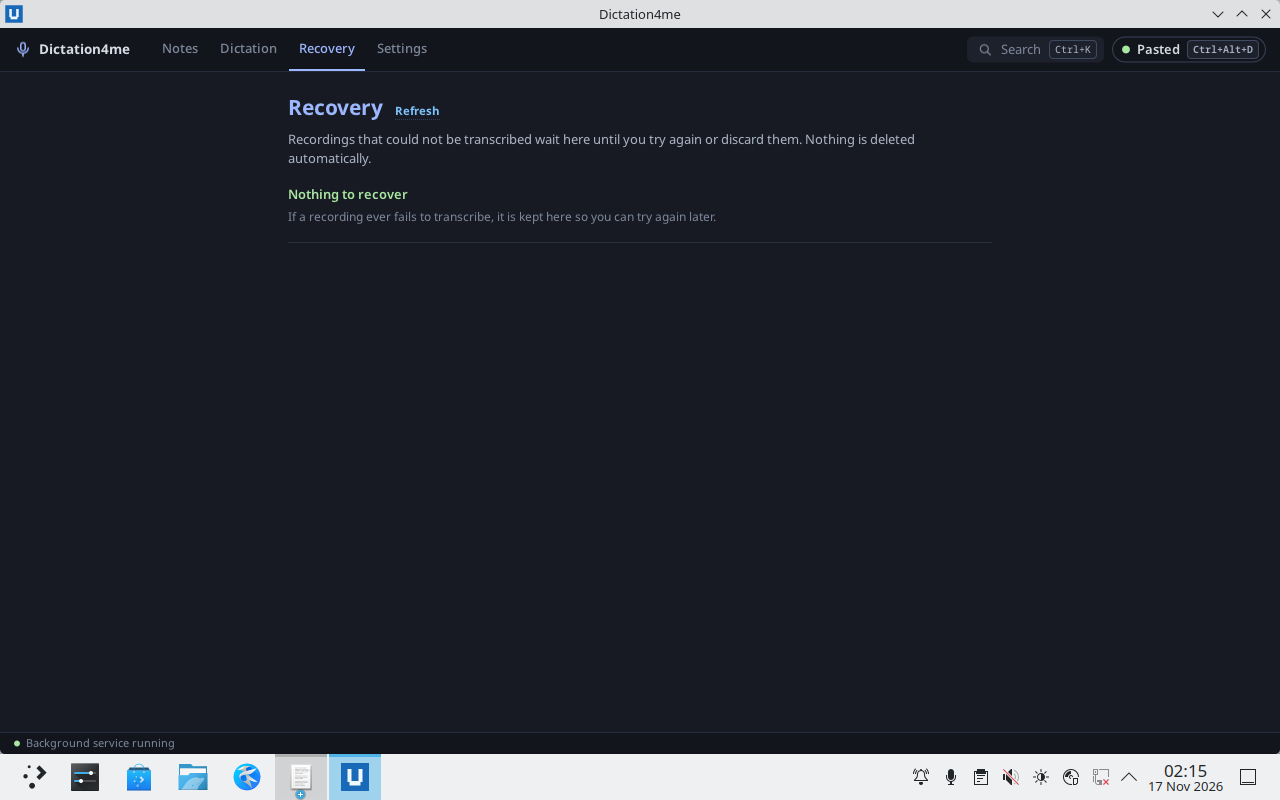 Dictation4me
Dictation4me Notes Dictation Recovery Settings Search Ctrl+K Pasted Ctrl+Alt+D
Recovery Refresh
Recordings that could not be transcribed wait here until you try again or discard them. Nothing is deleted
automatically.
Nothing to recover
If a recording ever fails to transcribe, it is kept here so you can try again later.
Background service running
02:15
17 Nov 2026